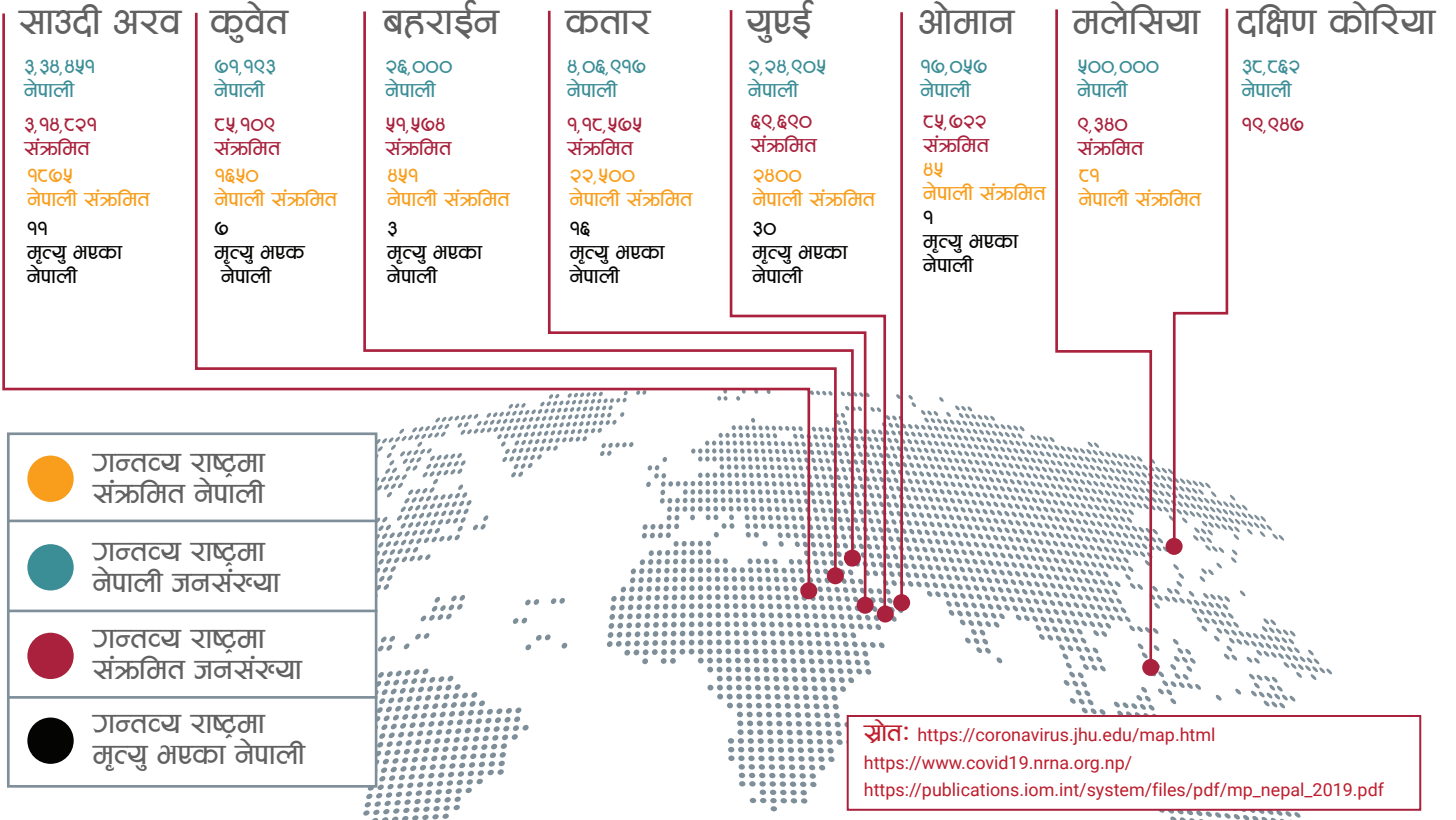 साउदी अरव
३,३४,४५१
नेपाली
३,१४,८२१
संक्रमित
१८७५
नेपाली संक्रमित
११
मृत्यु भएका
नेपाली
कुवेत
७१,१९३
नेपाली
८५,१०९
संक्रमित
१६५०
नेपाली संक्रमित
७
मृत्यु भएक
नेपाली
बहराईन
२६,०००
नेपाली
५१,५७४
संक्रमित
४५१
नेपाली संक्रमित
३
मृत्यु भएका
नेपाली
कतार
४,०६,९१७
नेपाली
१,१८,५७५
संक्रमित
२२,५००
नेपाली संक्रमित
१६
मृत्यु भएका
नेपाली
युएई
२,२४,९०५
नेपाली
६९,६९०
संक्रमित
२४००
नेपाली संक्रमित
३०
मृत्यु भएका
नेपाली
ओमान
१७,०५७
नेपाली
८५,७२२
संक्रमित
४५
नेपाली संक्रमित
१
मृत्यु भएका
नेपाली
मलेसिया
५००,०००
नेपाली
९,३४०
संक्रमित
८१
नेपाली संक्रमित
दक्षिण कोरिया
३८,८६२
नेपाली
१९,९४७
गन्तव्य राष्ट्रमा
संक्रमित नेपाली
गन्तव्य राष्ट्रमा
नेपाली जनसंख्या
गन्तव्य राष्ट्रमा
संक्रमित जनसंख्या
गन्तव्य राष्ट्रमा
मृत्यु भएका नेपाली
स्रोत: https://coronavirus.jhu.edu/map.html
https://www.covid19.nrna.org.np/
https://publications.iom.int/system/files/pdf/mp_nepal_2019.pdf